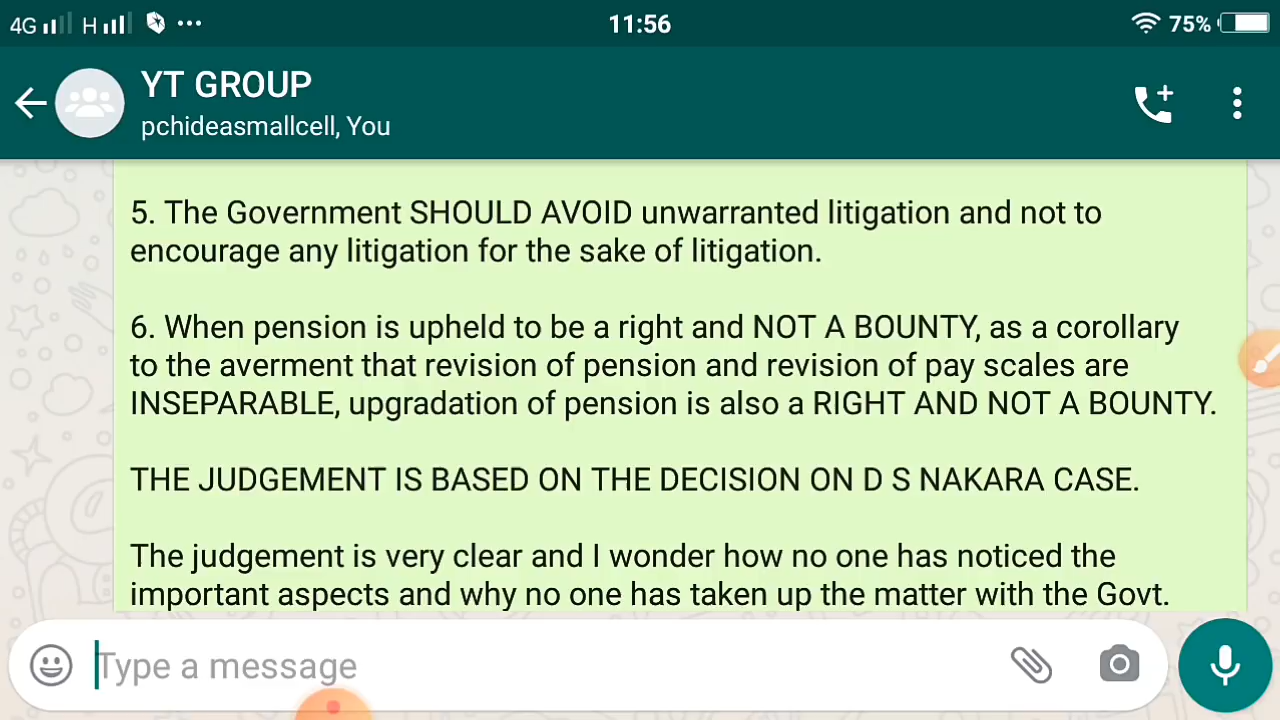 4G H 11:56 75%
YT GROUP
pchideasmallcell, You
5. The Government SHOULD AVOID unwarranted litigation and not to
encourage any litigation for the sake of litigation.
6. When pension is upheld to be a right and NOT A BOUNTY, as a corollary
to the averment that revision of pension and revision of pay scales are
INSEPARABLE, upgradation of pension is also a RIGHT AND NOT A BOUNTY.
THE JUDGEMENT IS BASED ON THE DECISION ON D S NAKARA CASE.
The judgement is very clear and I wonder how no one has noticed the
important aspects and why no one has taken up the matter with the Govt.
Type a message